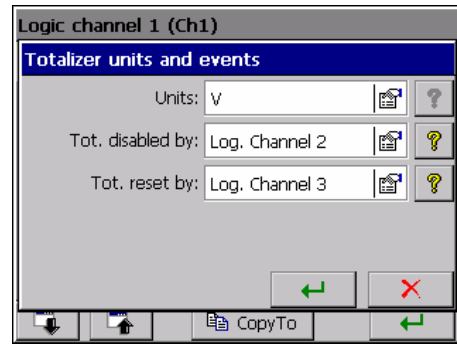 Logic channel 1 (Ch1)
Totalizer units and events
Units: V
Tot. disabled by: Log. Channel 2
Tot. reset by: Log. Channel 3
CopyTo